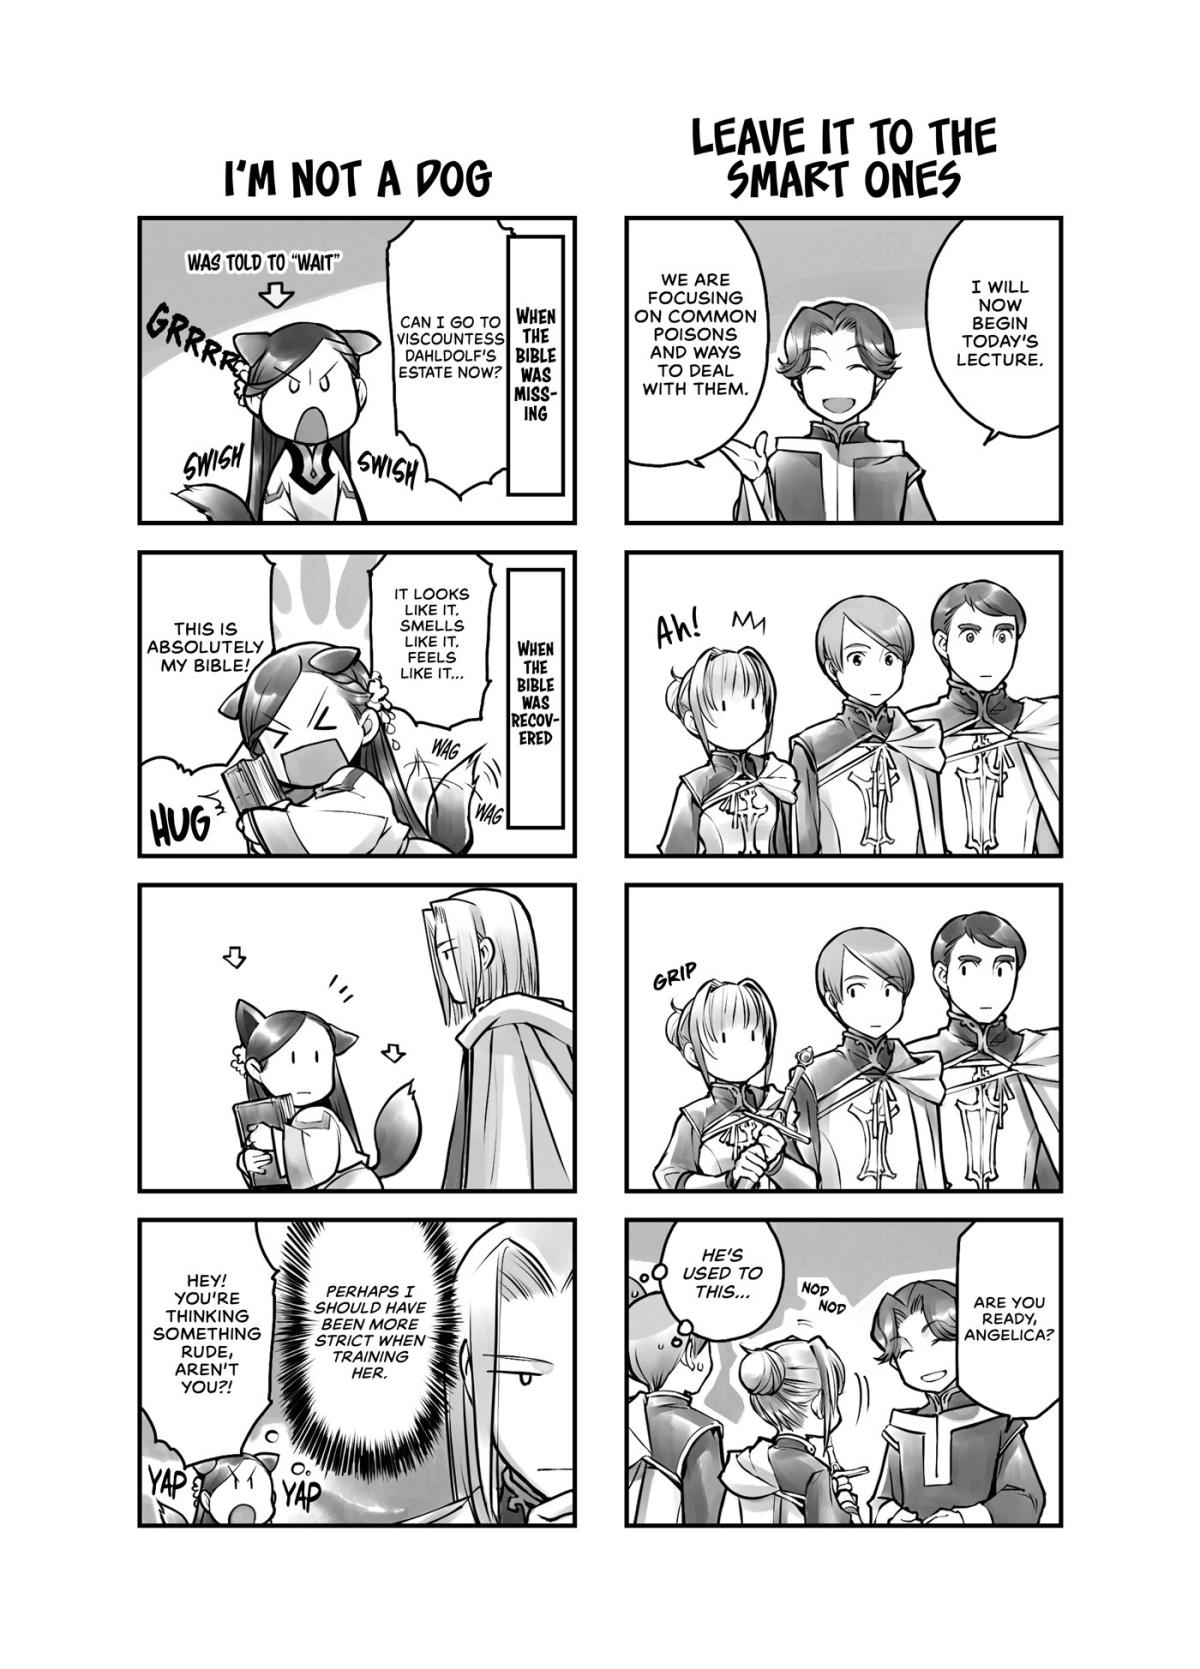 LEAVE IT TO THE
SMART ONES
I WILL
NOW
BEGIN
TODAY'S
LECTURE.
WE ARE
FOCUSING
ON COMMON
POISONS
AND WAYS
TO DEAL
WITH THEM.
Ah!
GRIP
ARE YOU
READY,
ANGELICA?
NOD
NOD
HE'S
USED TO
THIS...
I'M NOT A DOG
WHEN
THE
BIBLE
WAS
MISS-
ING
CAN I GO TO
VISCOUNTESS
DAHLDOLF'S
ESTATE NOW?
WAS TOLD TO "WAIT"
GRRRR
SWISH
SWISH
WHEN
THE
BIBLE
WAS
RECOV-
ERED
IT LOOKS
LIKE IT.
SMELLS
LIKE IT.
FEELS
LIKE IT...
THIS IS
ABSOLUTELY
MY BIBLE!
WAG
WAG
HUG
PERHAPS I
SHOULD HAVE
BEEN MORE
STRICT WHEN
TRAINING
HER.
HEY!
YOU'RE
THINKING
SOMETHING
RUDE,
AREN'T
YOU?!
YAP
YAP